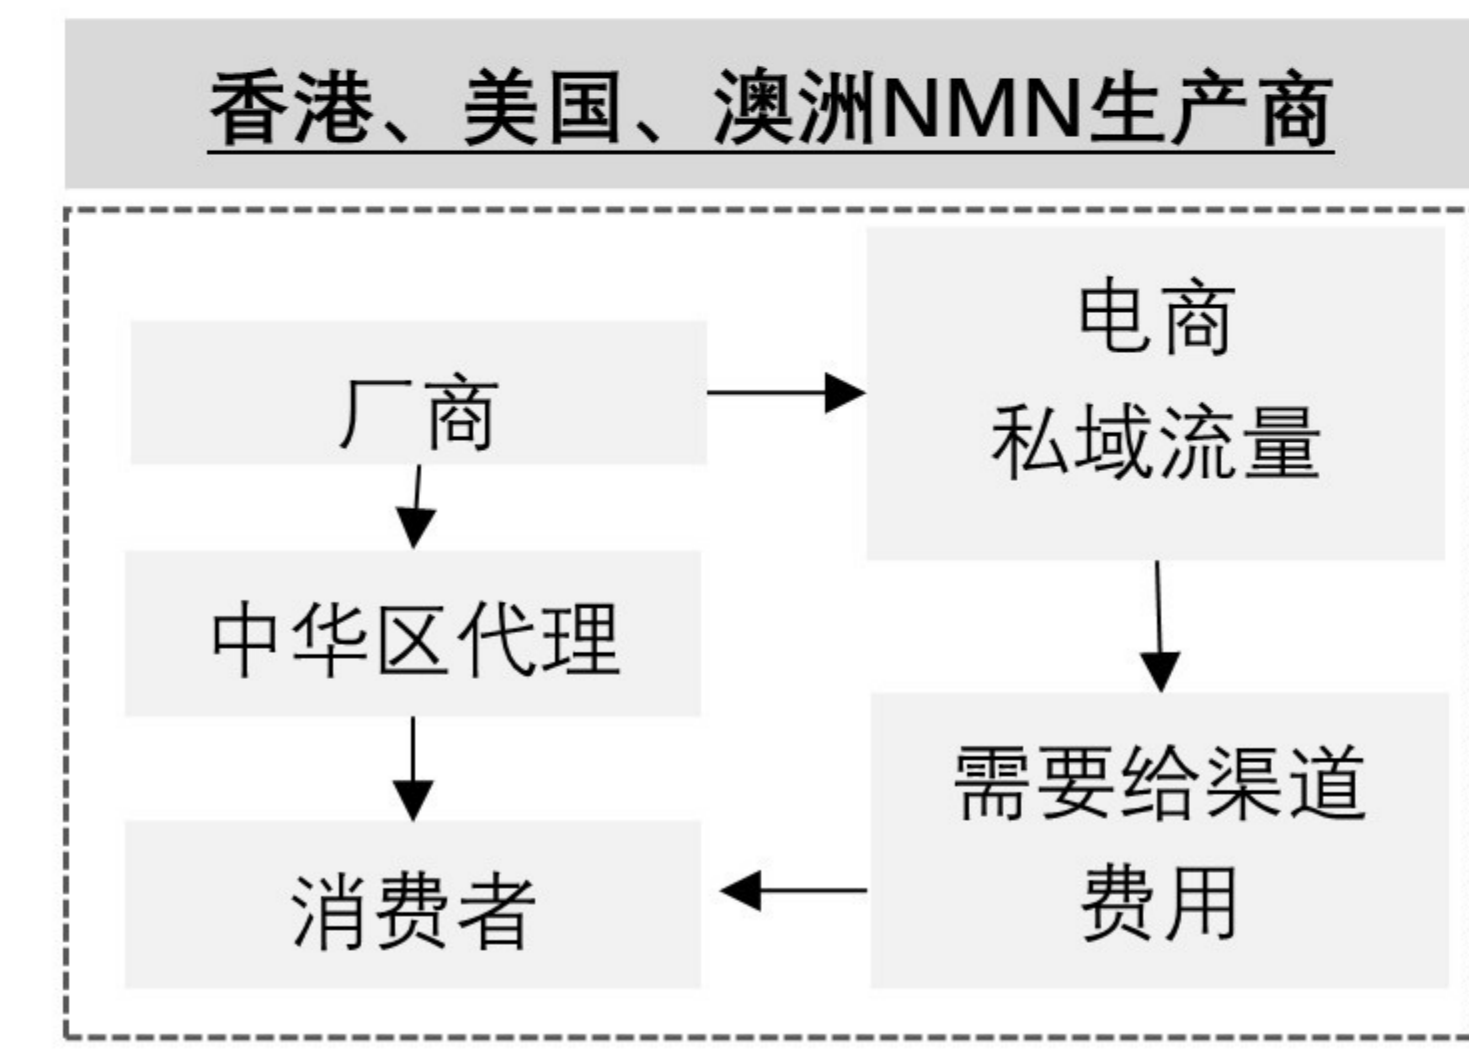 香港、美国、澳洲NMN生产商
厂商
电商
私域流量
中华区代理
需要给渠道
费用
消费者